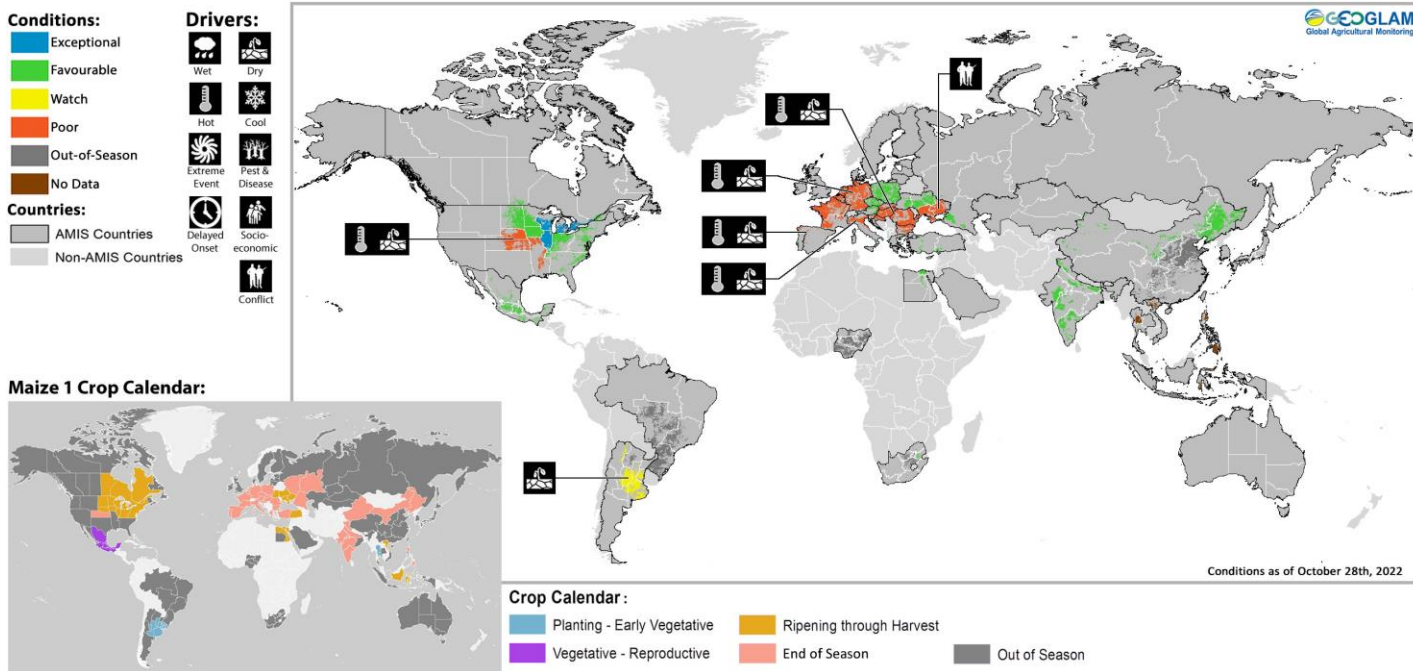 Conditions:
Exceptional
Favourable
Watch
Poor
Out-of-Season
No Data
Countries:
AMIS Countries
Non-AMIS Countries
Drivers:
Wet
Dry
Hot
Cool
Extreme
Event
Pest &
Disease
Delayed
Onset
Socio-
economic
Conflict
GEOGLAM
Global Agricultural Monitoring
Maize 1 Crop Calendar:
Conditions as of October 28th, 2022
Crop Calendar :
Planting - Early Vegetative
Ripening through Harvest
Vegetative - Reproductive
End of Season
Out of Season